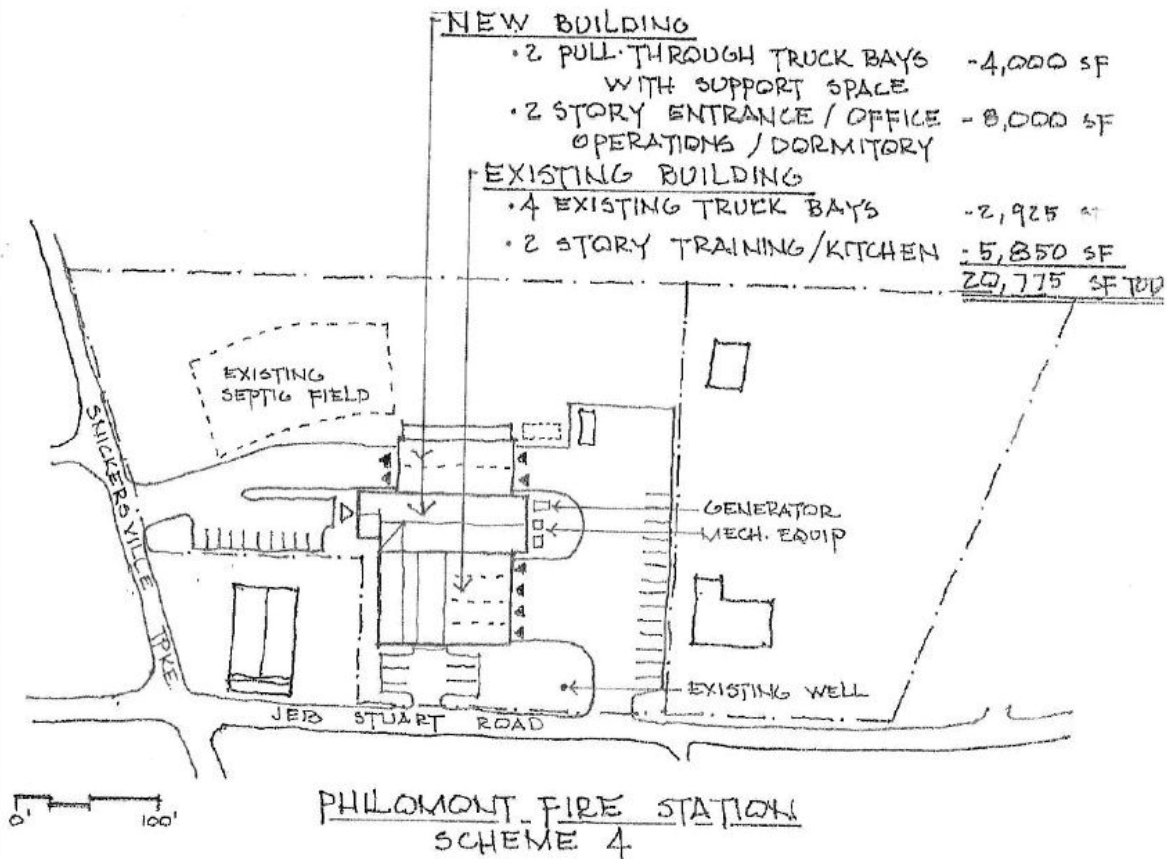 NEW BUILDING
·2 PULL-THROUGH TRUCK BAYS -4,000 SF
WITH SUPPORT SPACE
·2 STORY ENTRANCE / OFFICE -8,000 SF
OPERATIONS / DORMITORY
EXISTING BUILDING
·4 EXISTING TRUCK BAYS -2,925 SF
·2 STORY TRAINING/KITCHEN -5,850 SF
20,775 SF
EXISTING
SEPTIC FIELD
SNICKERSVILLE TPKE
GENERATOR
MECH. EQUIP
EXISTING WELL
JEB STUART ROAD
0' 100'
PHILOMONT FIRE STATION
SCHEME 4